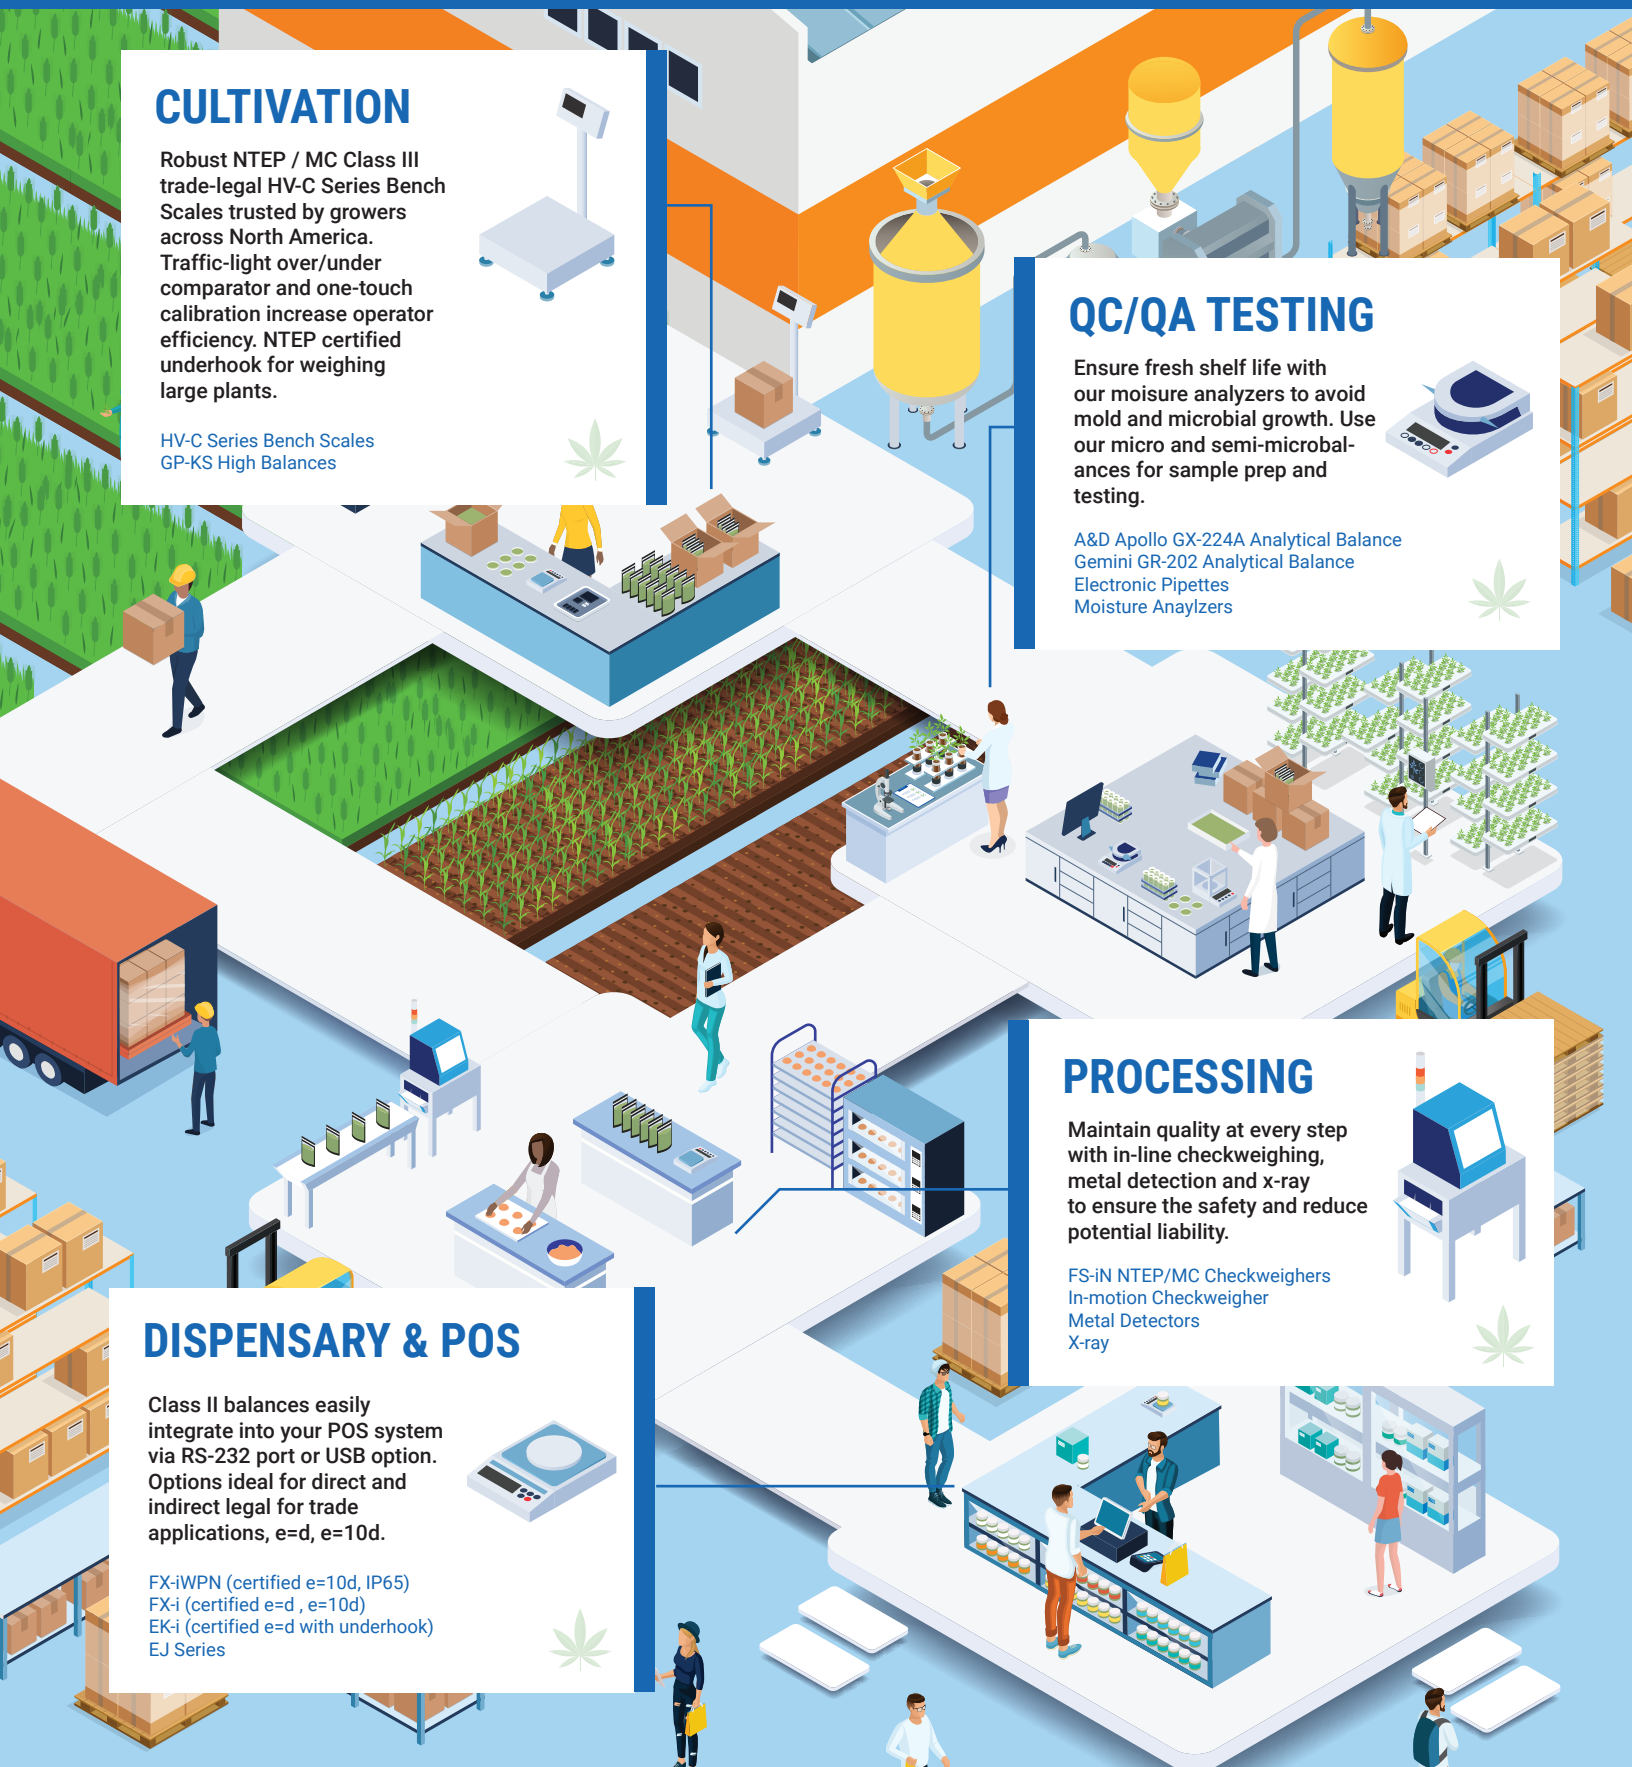 CULTIVATION
Robust NTEP / MC Class III
trade-legal HV-C Series Bench
Scales trusted by growers
across North America.
Traffic-light over/under
comparator and one-touch
calibration increase operator
efficiency. NTEP certified
underhook for weighing
large plants.
HV-C Series Bench Scales
GP-KS High Balances
QC/QA TESTING
Ensure fresh shelf life with
our moisure analyzers to avoid
mold and microbial growth. Use
our micro and semi-microbal-
ances for sample prep and
testing.
A&D Apollo GX-224A Analytical Balance
Gemini GR-202 Analytical Balance
Electronic Pipettes
Moisture Anaylzers
PROCESSING
Maintain quality at every step
with in-line checkweighing,
metal detection and x-ray
to ensure the safety and reduce
potential liability.
FS-iN NTEP/MC Checkweighers
In-motion Checkweigher
Metal Detectors
X-ray
DISPENSARY & POS
Class II balances easily
integrate into your POS system
via RS-232 port or USB option.
Options ideal for direct and
indirect legal for trade
applications, e=d, e=10d.
FX-iWPN (certified e=10d, IP65)
FX-i (certified e=d , e=10d)
EK-i (certified e=d with underhook)
EJ Series